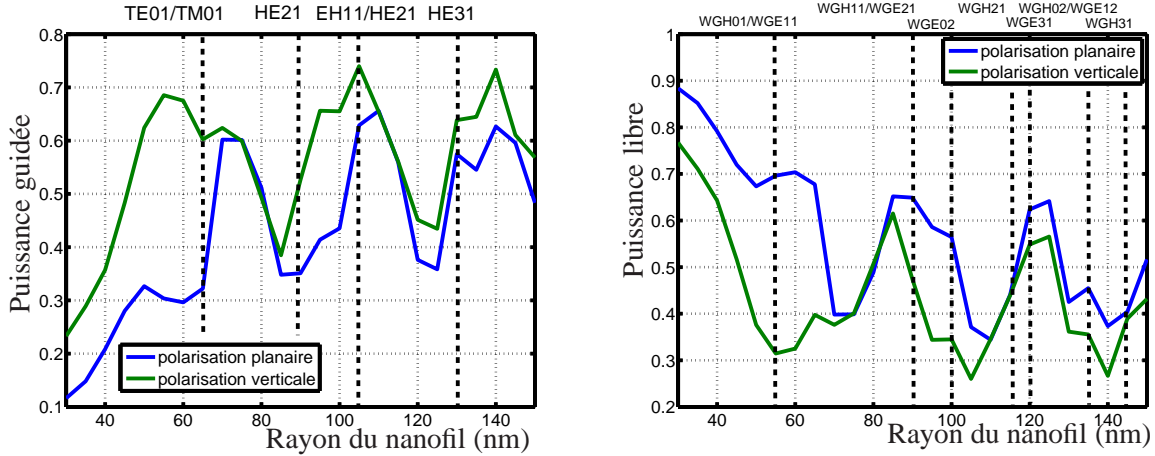 TE01/TM01 HE21 EH11/HE21 HE31
0.8
0.7
0.6
0.5
0.4
0.3
0.2
0.1
Puissance guidée
polarisation planaire
polarisation verticale
40 60 80 100 120 140
Rayon du nanofil (nm)
WGH01/WGE11 WGH11/WGE21 WGE02 WGH21 WGE31 WGH02/WGE12 WGH31
1
0.9
0.8
0.7
0.6
0.5
0.4
0.3
0.2
Puissance libre
polarisation planaire
polarisation verticale
40 60 80 100 120 140
Rayon du nanofil (nm)